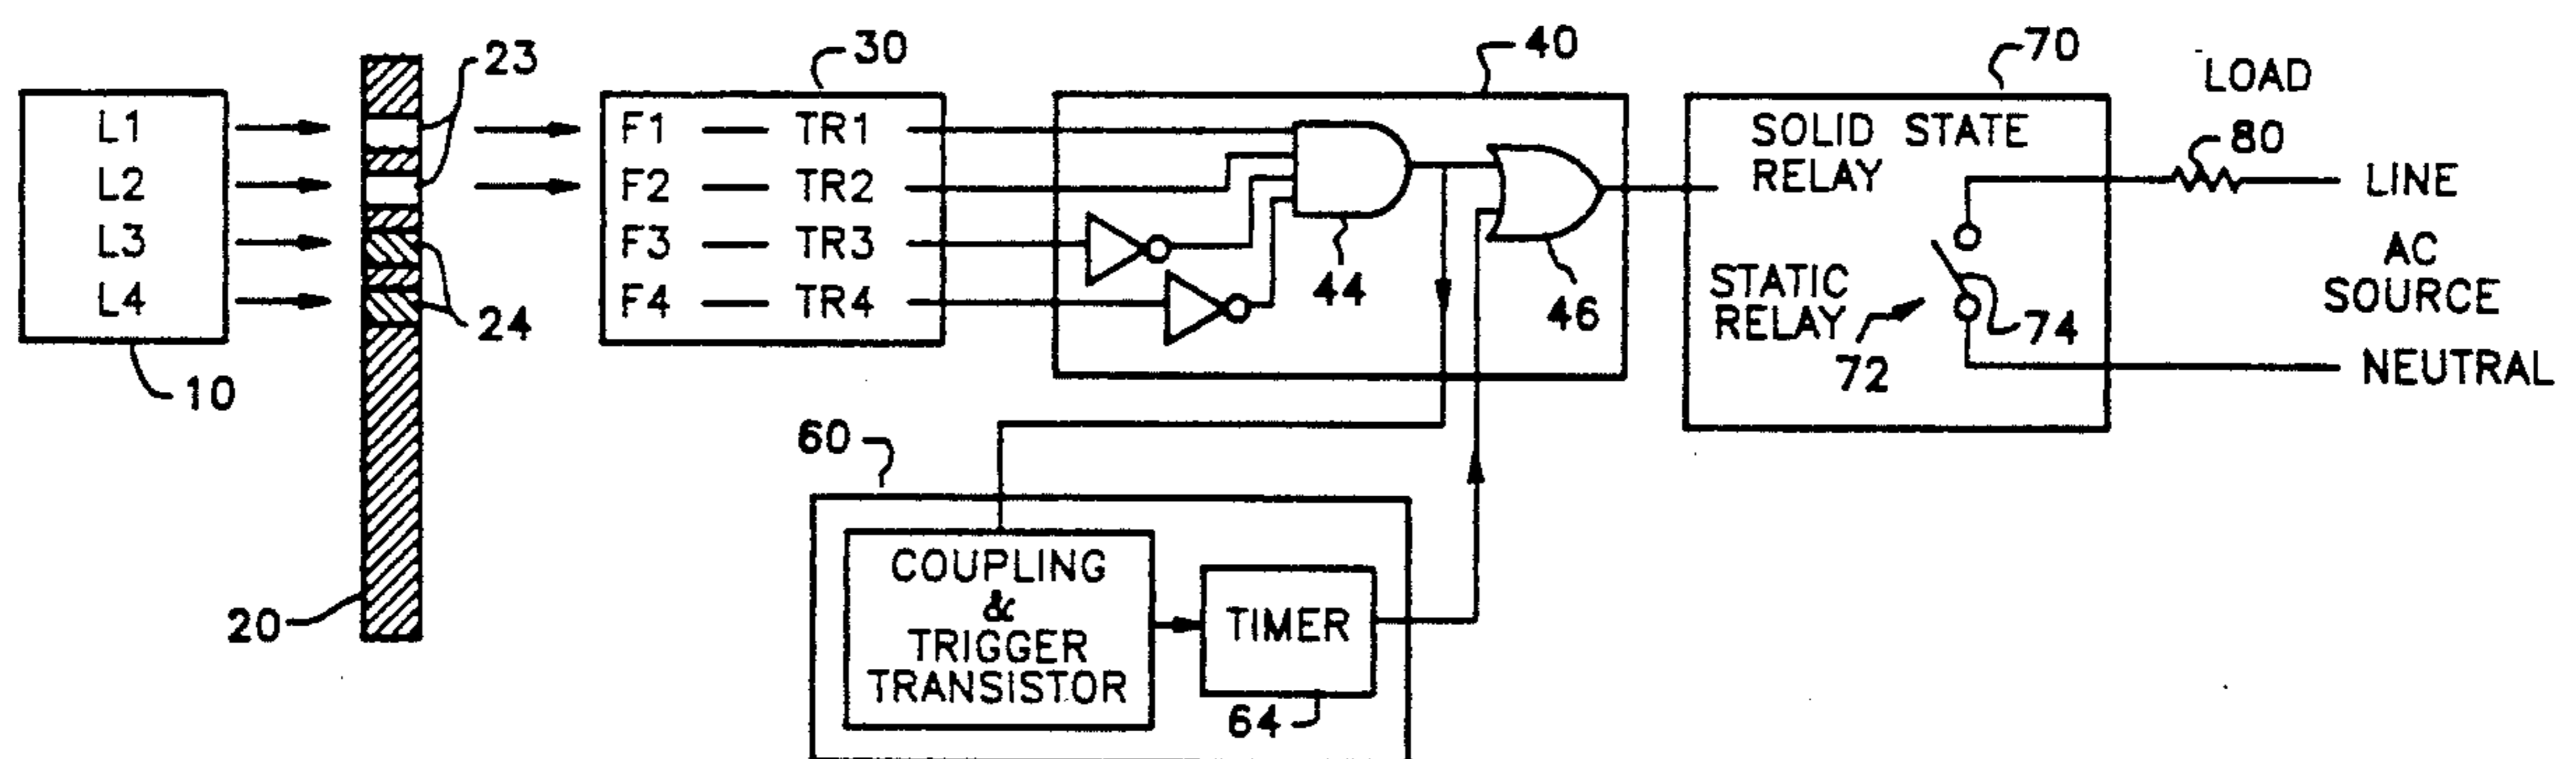 L1
L2
L3
L4
10
23
24
20
30
F1 — TR1
F2 — TR2
F3 — TR3
F4 — TR4
40
44
46
60
COUPLING
&
TRIGGER
TRANSISTOR
TIMER
64
70
SOLID STATE
RELAY
STATIC
RELAY
72
74
LOAD
80
LINE
AC
SOURCE
NEUTRAL